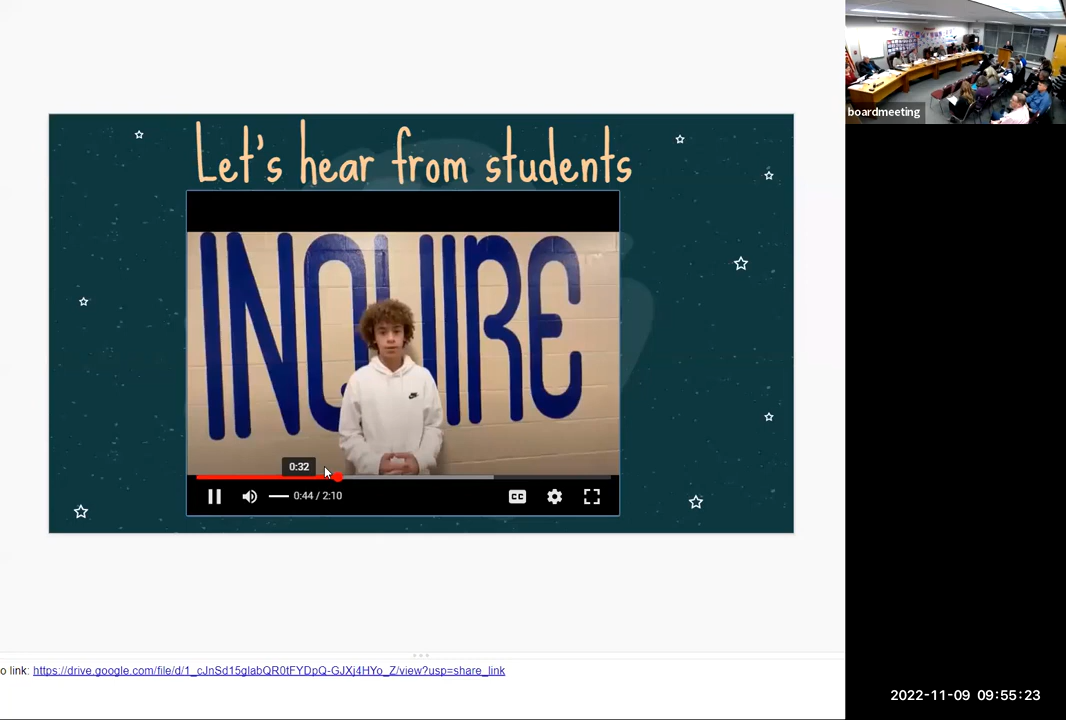 boardmeeting
Let's hear from students
INQUIRE
0:32
0:44 / 2:10
CC
o link: https://drive.google.com/file/d/1_cJnSd15glabQR0tFYDpQ-GJXj4HYo_Z/view?usp=share_link
2022-11-09 09:55:23